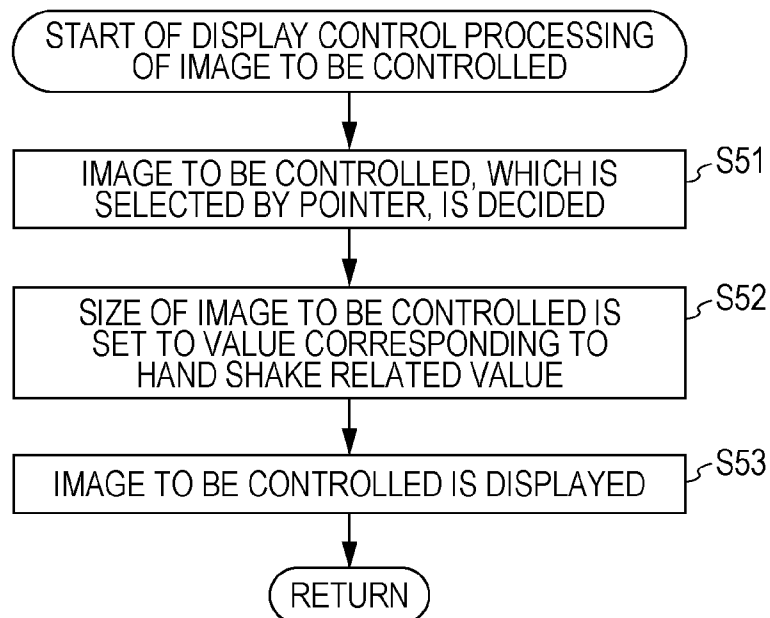 START OF DISPLAY CONTROL PROCESSING
OF IMAGE TO BE CONTROLLED
IMAGE TO BE CONTROLLED, WHICH IS
SELECTED BY POINTER, IS DECIDED
S51
SIZE OF IMAGE TO BE CONTROLLED IS
SET TO VALUE CORRESPONDING TO
HAND SHAKE RELATED VALUE
S52
IMAGE TO BE CONTROLLED IS DISPLAYED
S53
RETURN